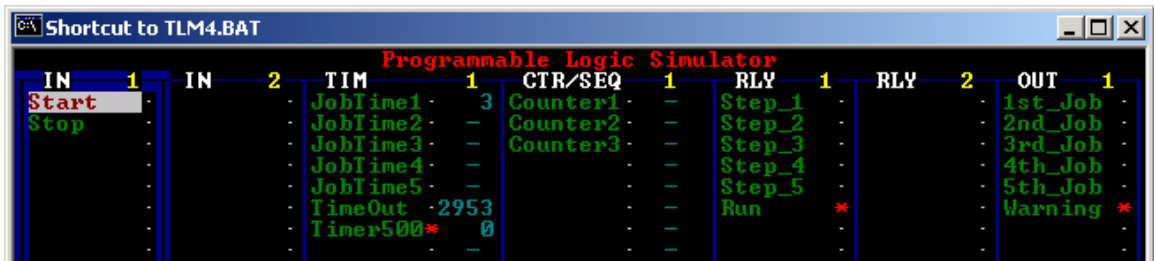 Shortcut to TLM4.BAT
Programmable Logic Simulator
IN 1 IN 2 TIM 1 CTR/SEQ 1 RLY 1 RLY 2 OUT 1
Start JobTime1 3 Counter1 - Step_1 1st_Job
Stop JobTime2 - Counter2 - Step_2 2nd_Job
JobTime3 - Counter3 - Step_3 3rd_Job
JobTime4 - - Step_4 4th_Job
JobTime5 - - Step_5 5th_Job
TimeOut 2953 - Run * Warning *
Timer500* 0 -
- -